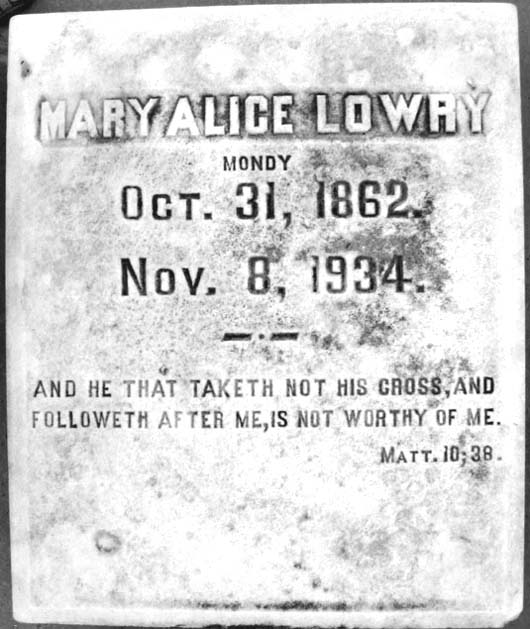 MARY ALICE LOWRY
MONDY
OCT. 31, 1862.
NOV. 8, 1934.
AND HE THAT TAKETH NOT HIS CROSS, AND
FOLLOWETH AFTER ME, IS NOT WORTHY OF ME.
MATT. 10; 38.